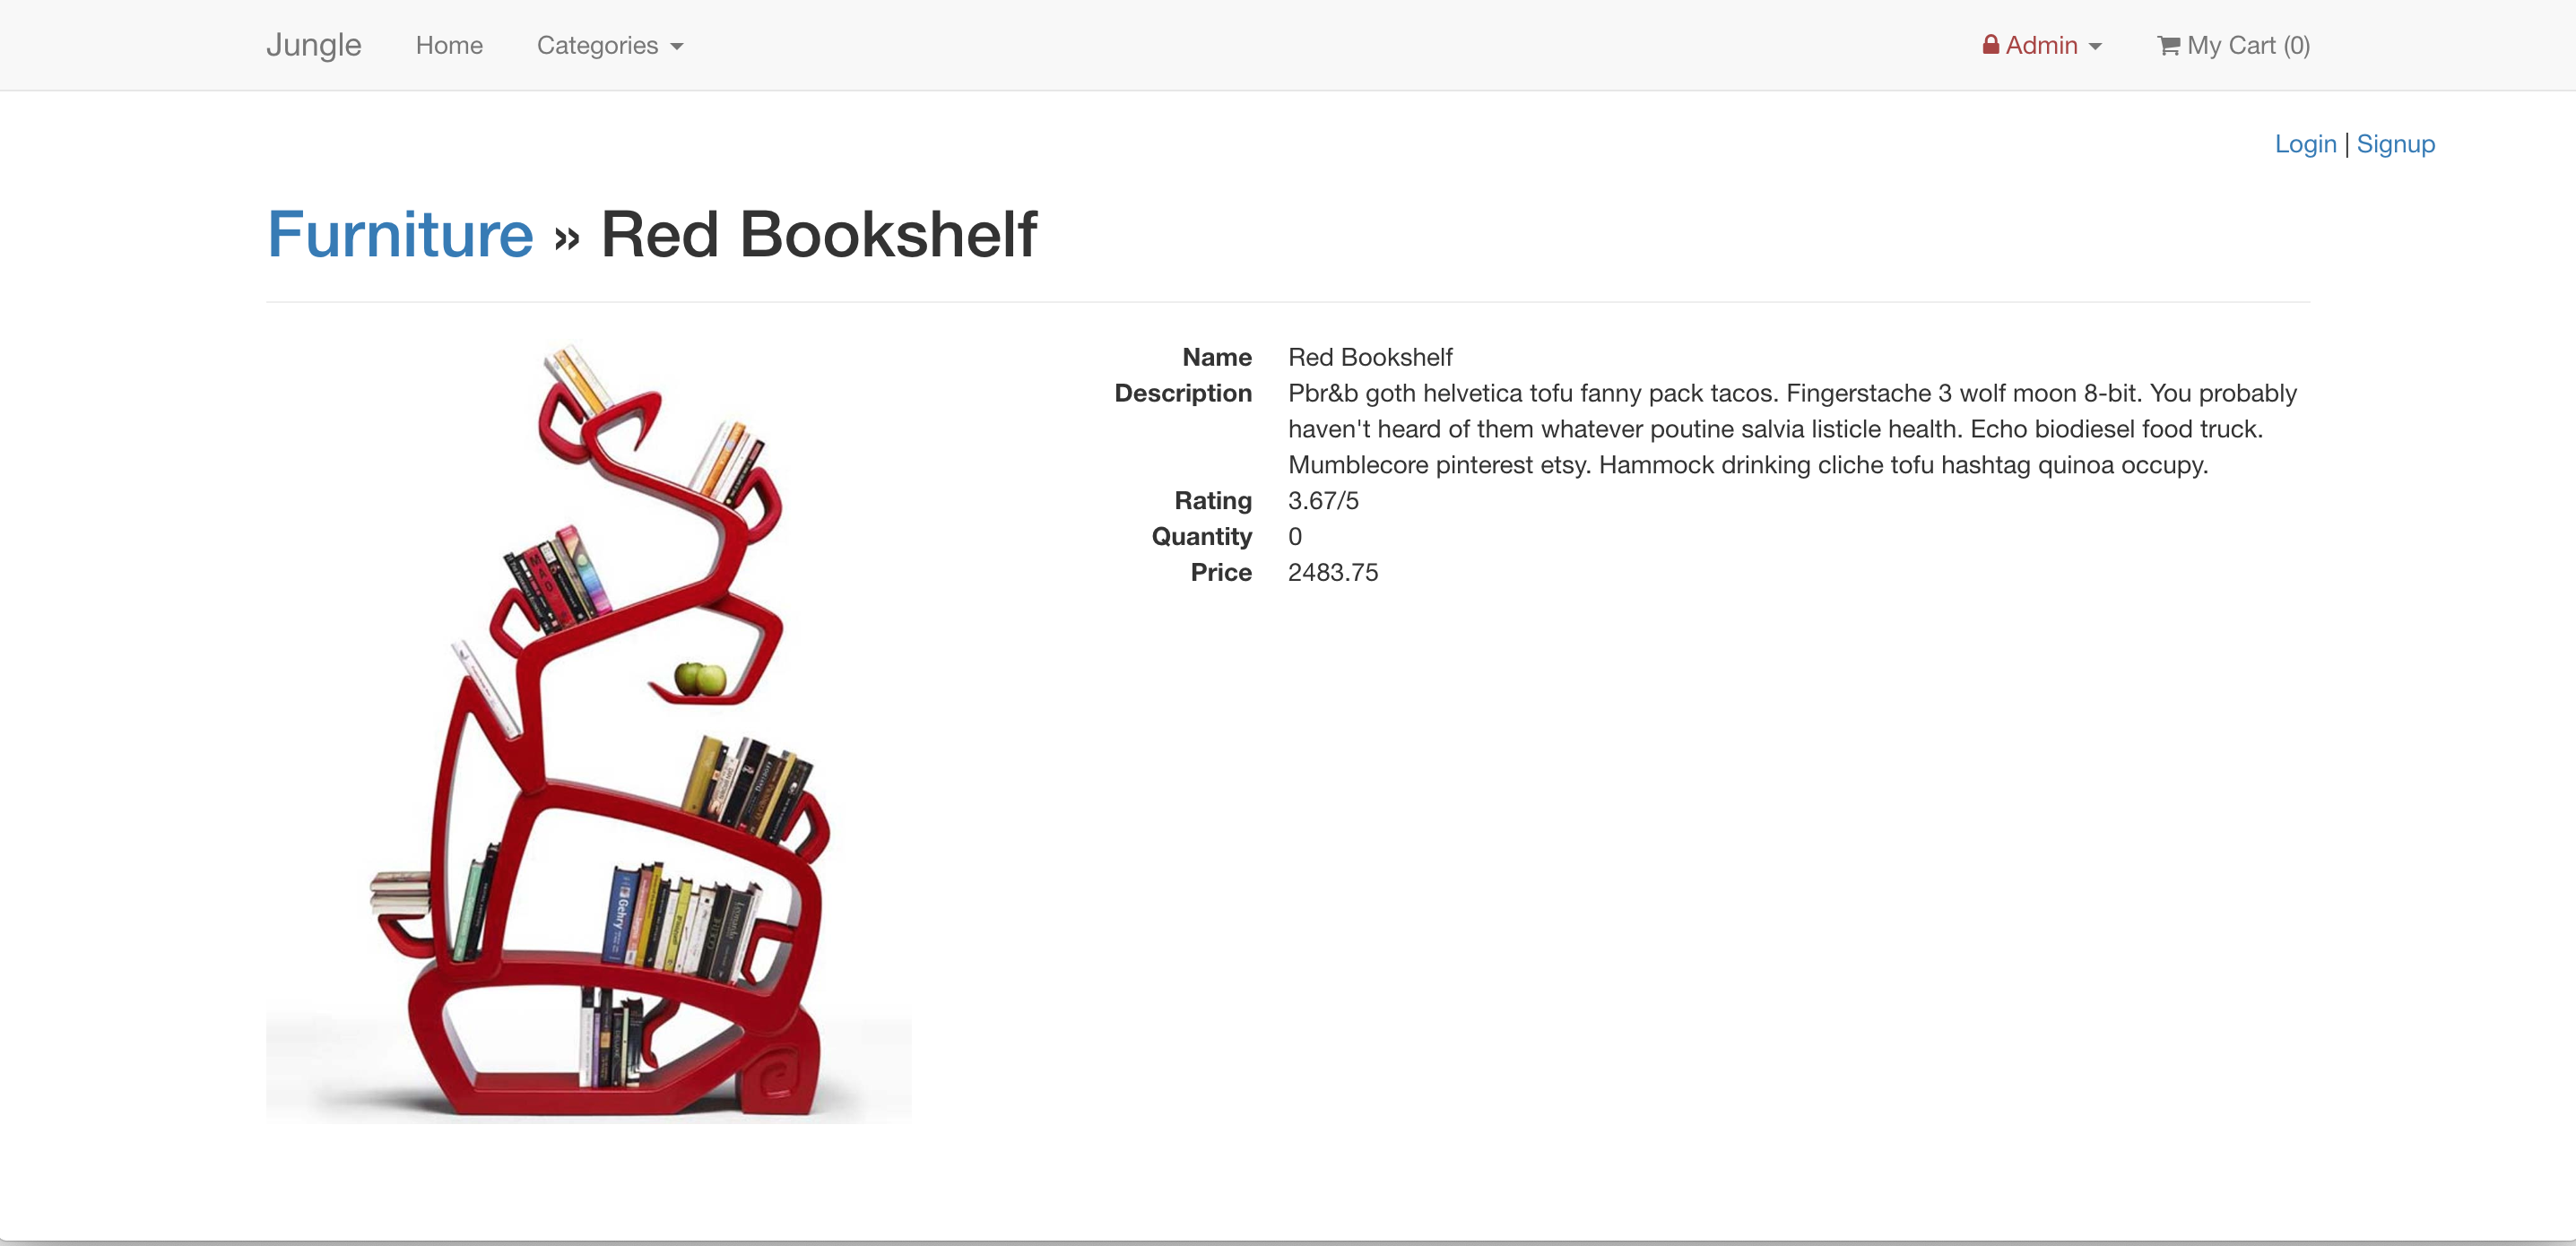 Jungle Home Categories Admin My Cart (0)
Login | Signup
Furniture » Red Bookshelf
Name Red Bookshelf
Description Pbr&b goth helvetica tofu fanny pack tacos. Fingerstache 3 wolf moon 8-bit. You probably
haven't heard of them whatever poutine salvia listicle health. Echo biodiesel food truck.
Mumblecore pinterest etsy. Hammock drinking cliche tofu hashtag quinoa occupy.
Rating 3.67/5
Quantity 0
Price 2483.75
MAD
Gehry